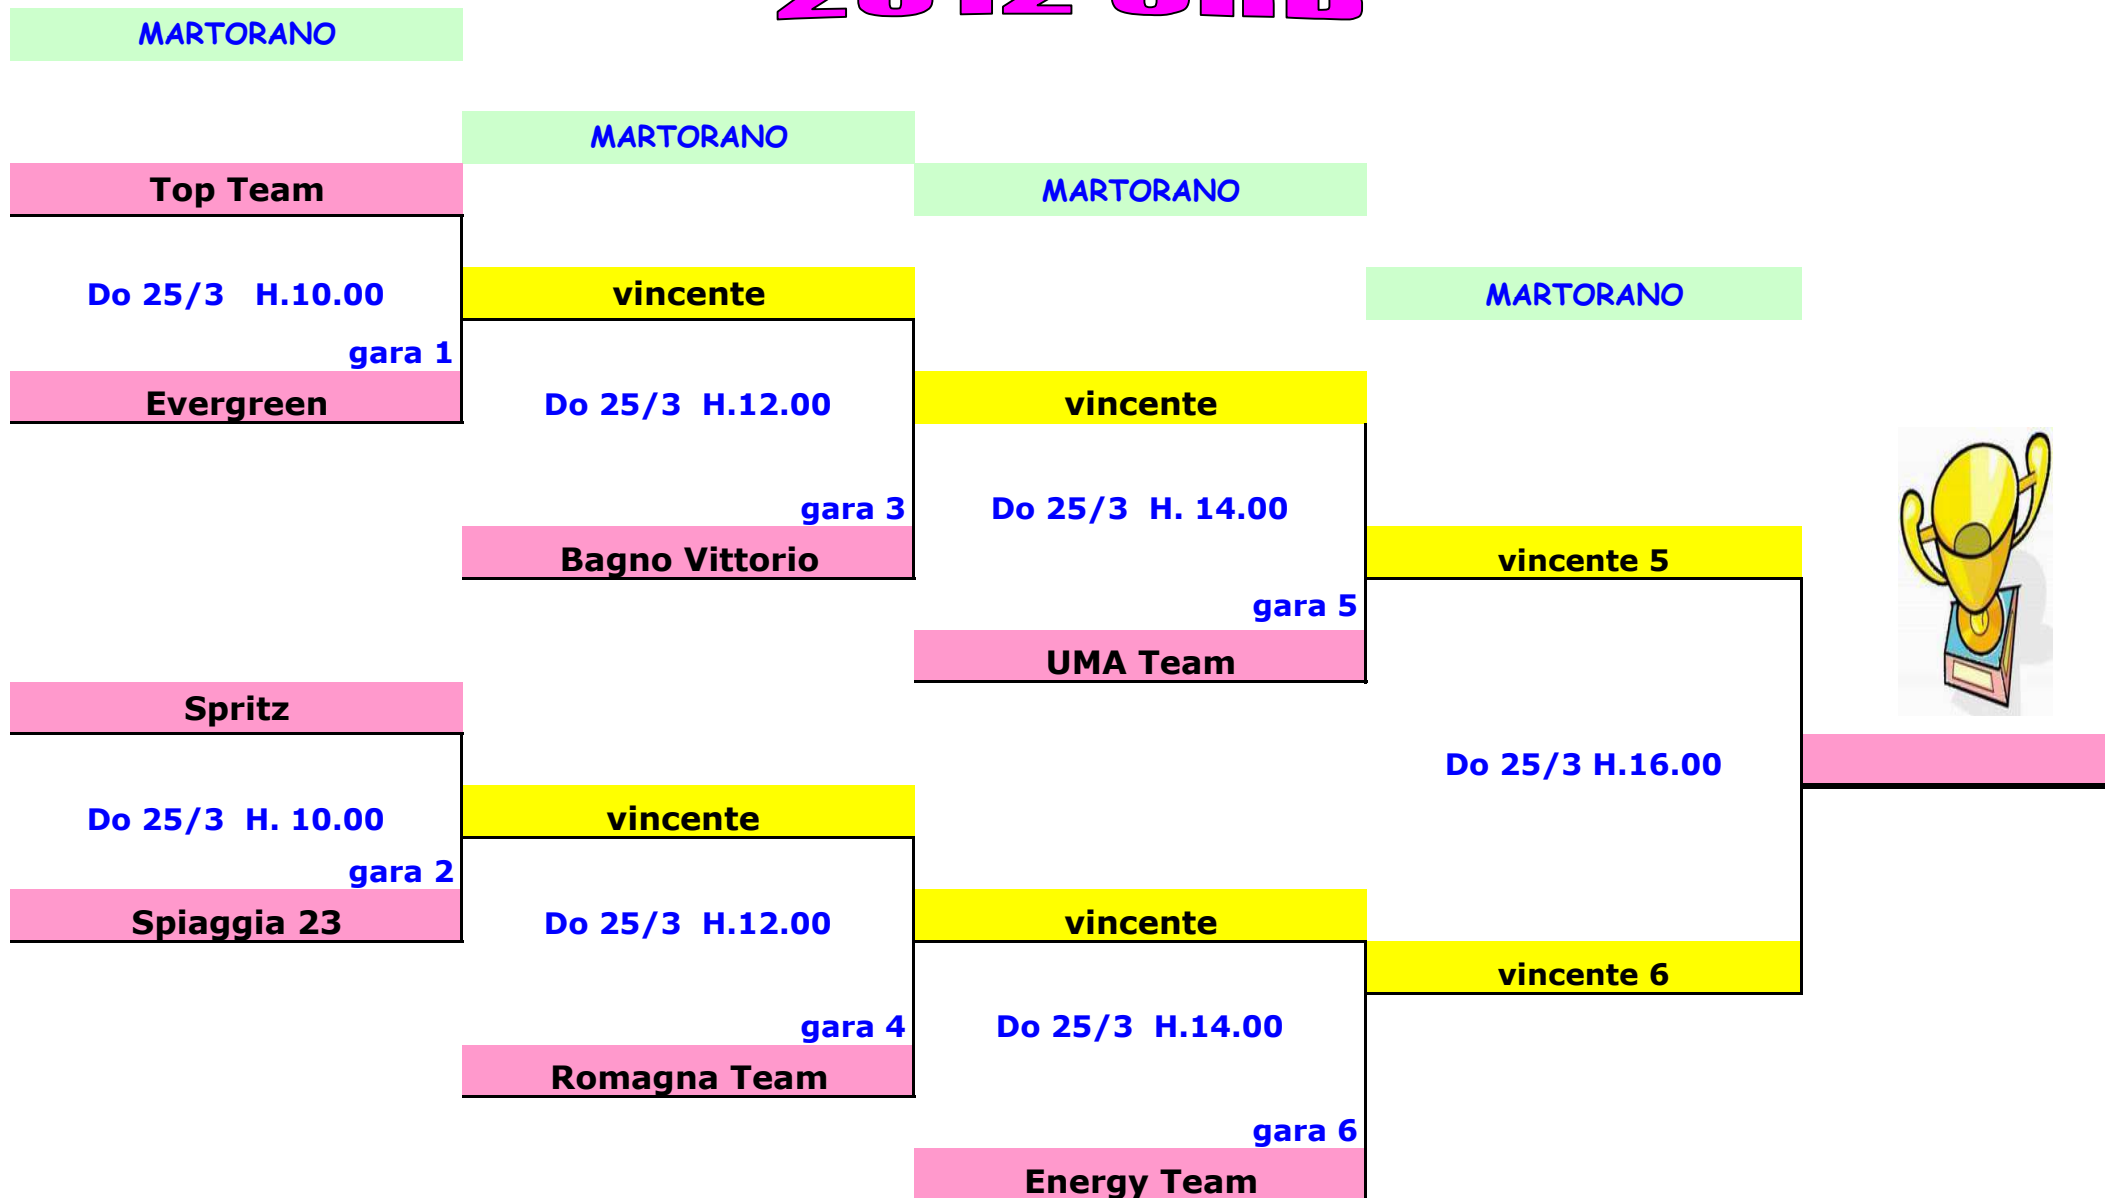 MARTORANO
MARTORANO
Top Team
MARTORANO
Do 25/3 H.10.00
vincente
MARTORANO
gara 1
Evergreen
Do 25/3 H.12.00
vincente
gara 3
Do 25/3 H. 14.00
Bagno Vittorio
vincente 5
gara 5
UMA Team
Spritz
Do 25/3 H.16.00
Do 25/3 H. 10.00
vincente
gara 2
Spiaggia 23
Do 25/3 H.12.00
vincente
vincente 6
gara 4
Do 25/3 H.14.00
Romagna Team
gara 6
Energy Team